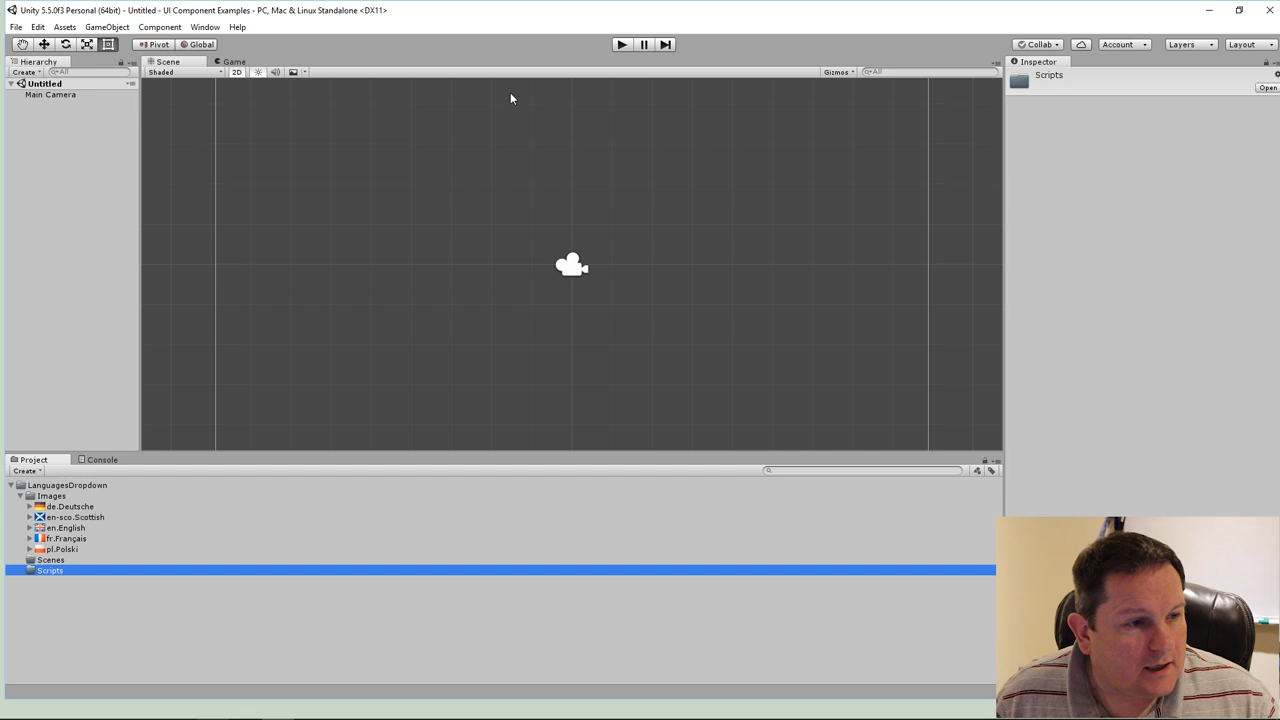 Unity 5.5.0f3 Personal (64bit) - Untitled - UI Component Examples - PC, Mac & Linux Standalone <DX11>
File Edit Assets GameObject Component Window Help
Pivot Global Collab Account Layers Layout
Hierarchy Scene Game Inspector
Create All Shaded 2D Gizmos All
Scripts
Open
Untitled
Main Camera
Project Console
Create
LanguagesDropdown
Images
de.Deutsche
en-sco.Scottish
en.English
fr.Français
pl.Polski
Scenes
Scripts